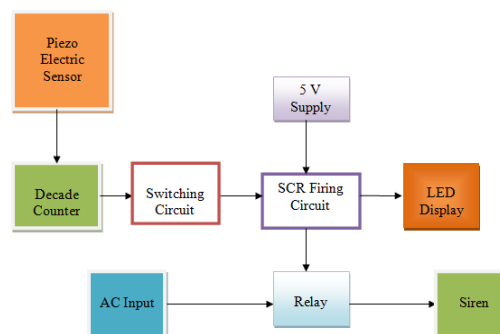 Piezo
Electric
Sensor
5 V
Supply
Decade
Counter
Switching
Circuit
SCR Firing
Circuit
LED
Display
AC Input
Relay
Siren